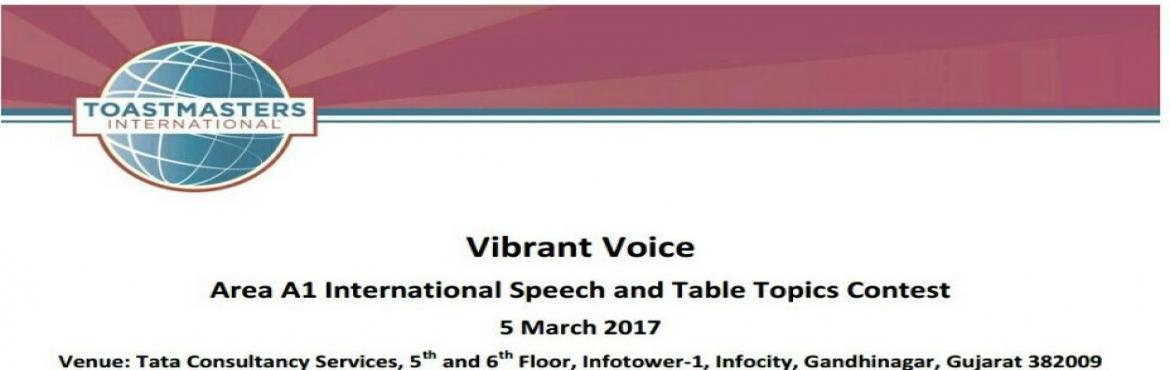 TOASTMASTERS
INTERNATIONAL
Vibrant Voice
Area A1 International Speech and Table Topics Contest
5 March 2017
Venue: Tata Consultancy Services, 5th and 6th Floor, Infotower-1, Infocity, Gandhinagar, Gujarat 382009